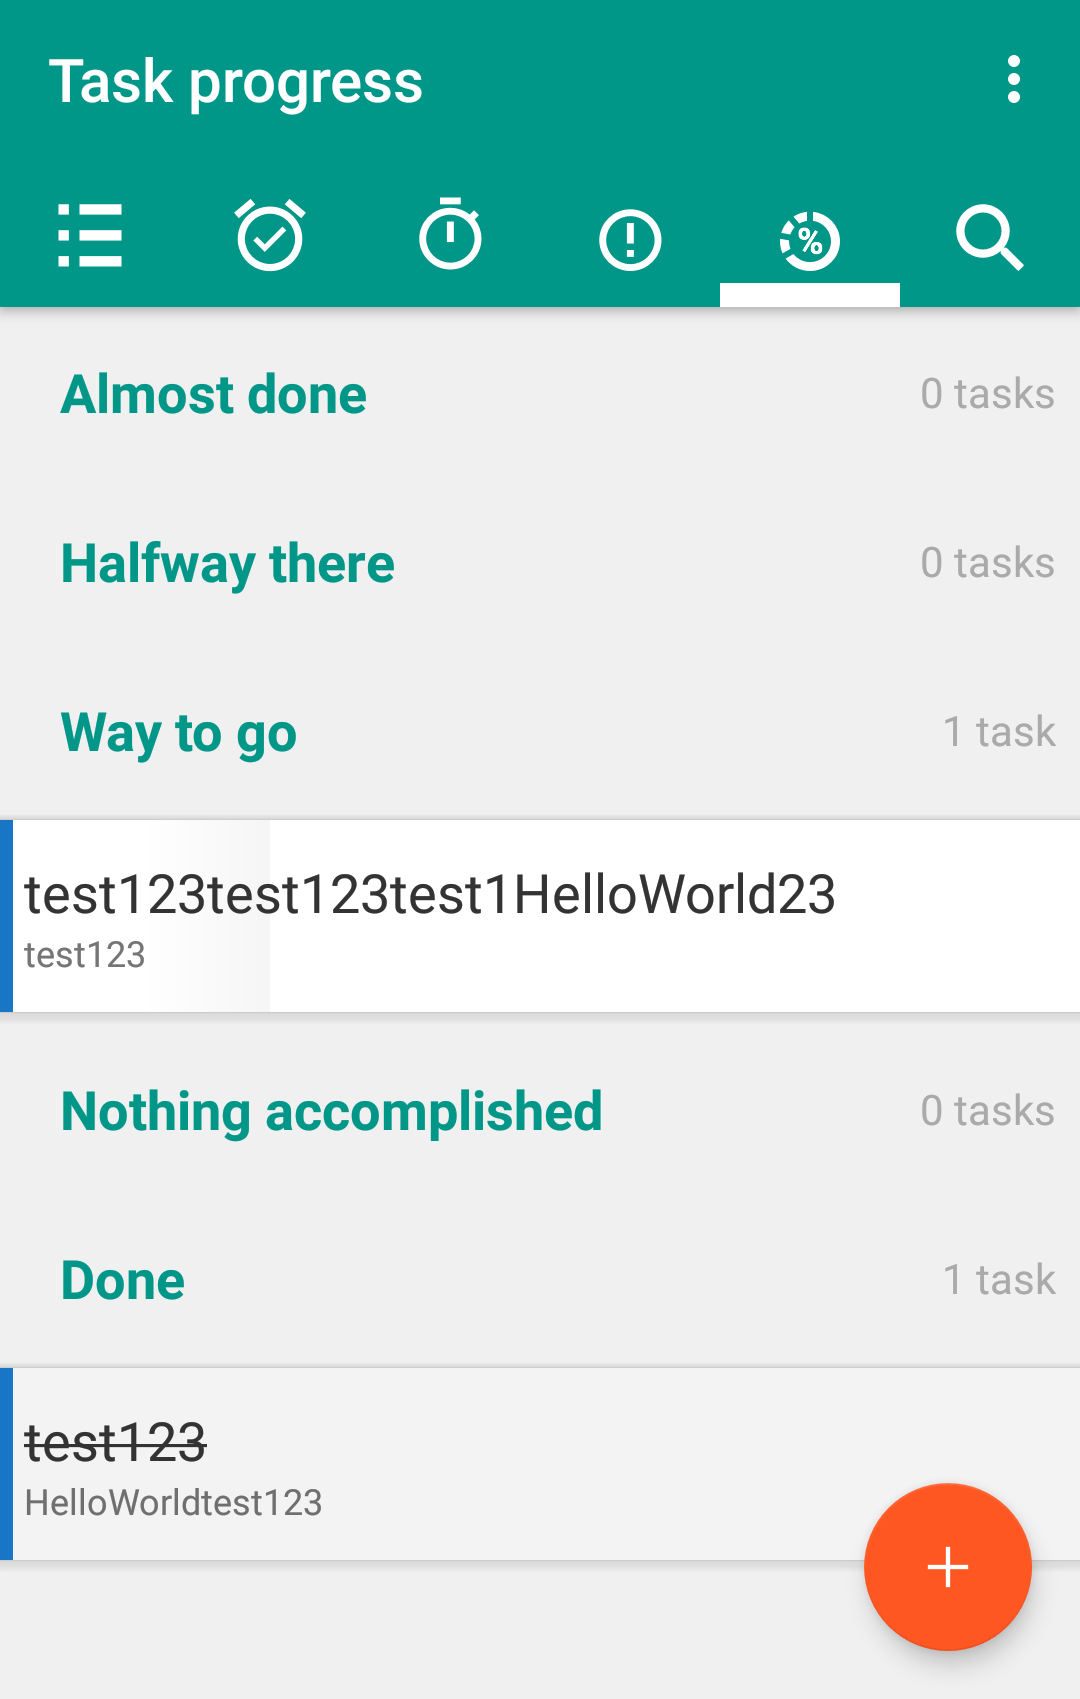 Task progress
%
Almost done
0 tasks
Halfway there
0 tasks
Way to go
1 task
test123test123test1HelloWorld23
test123
Nothing accomplished
0 tasks
Done
1 task
test123
HelloWorldtest123